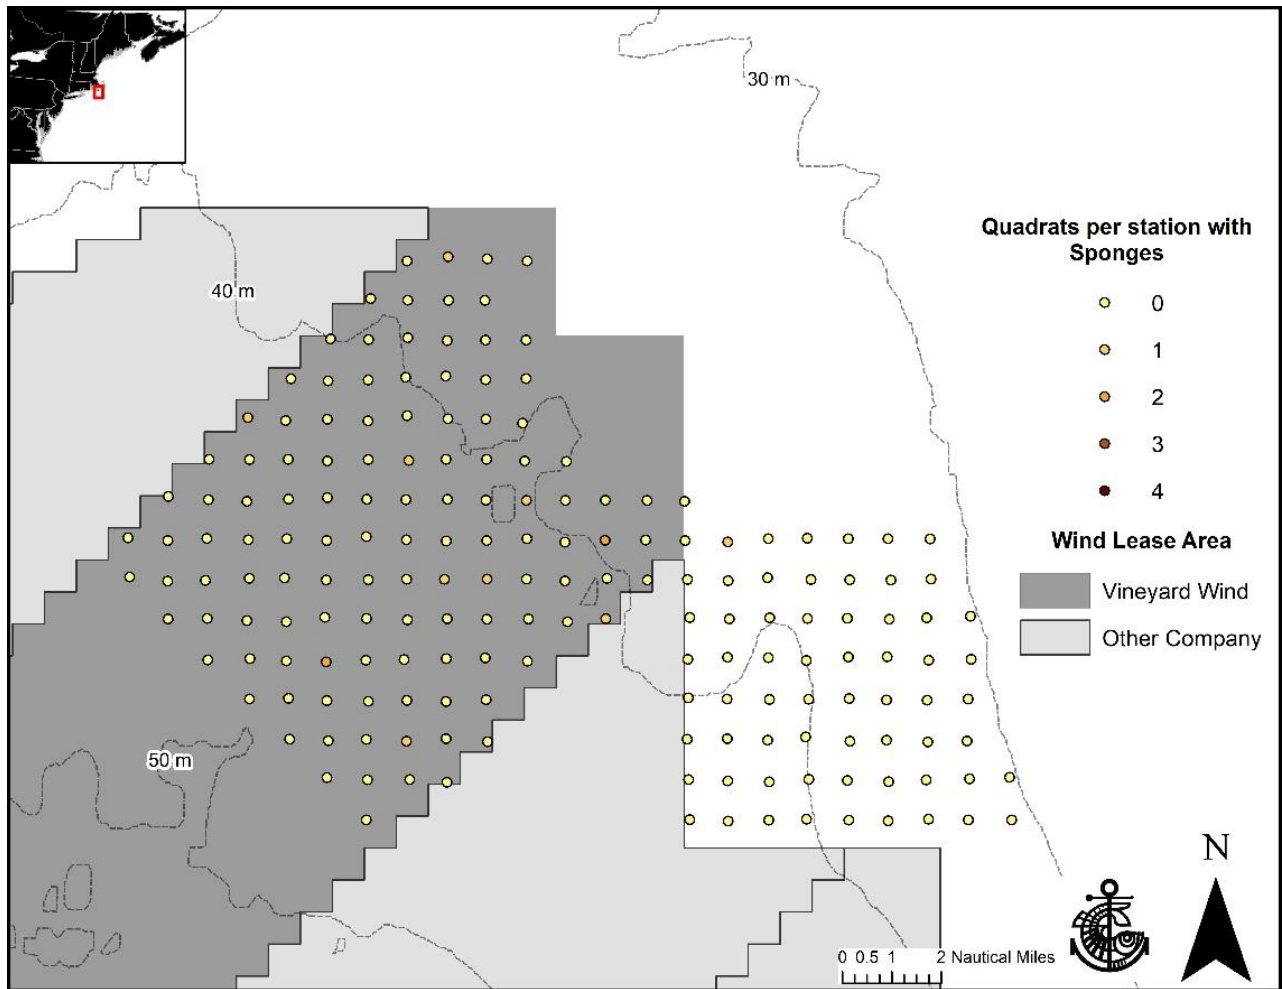 30 m
Quadrats per station with
Sponges
0
40 m
1
2
3
4
Wind Lease Area
Vineyard Wind
Other Company
50 m
N
0 0.5 1 2 Nautical Miles